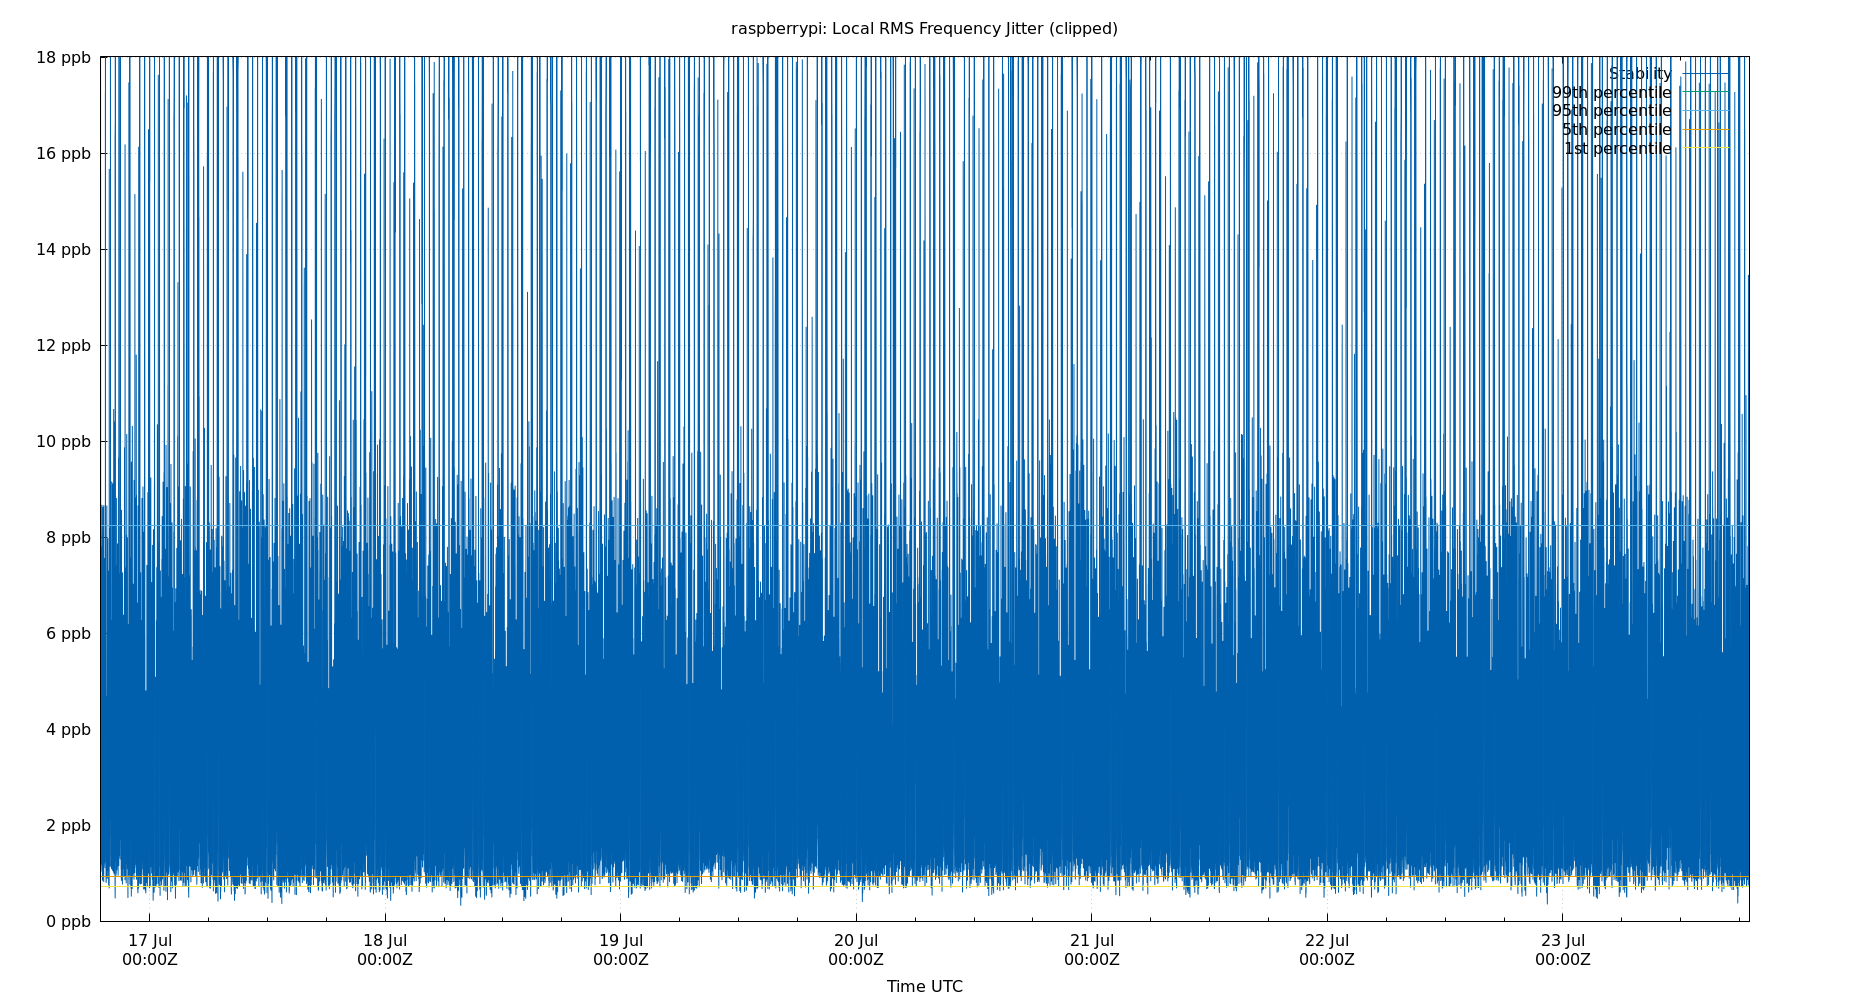 raspberrypi: Local RMS Frequency Jitter (clipped)
18 ppb
16 ppb
14 ppb
12 ppb
10 ppb
8 ppb
6 ppb
4 ppb
2 ppb
0 ppb
Stability
99th percentile
95th percentile
5th percentile
1st percentile
17 Jul
00:00Z
18 Jul
00:00Z
19 Jul
00:00Z
20 Jul
00:00Z
21 Jul
00:00Z
22 Jul
00:00Z
23 Jul
00:00Z
Time UTC